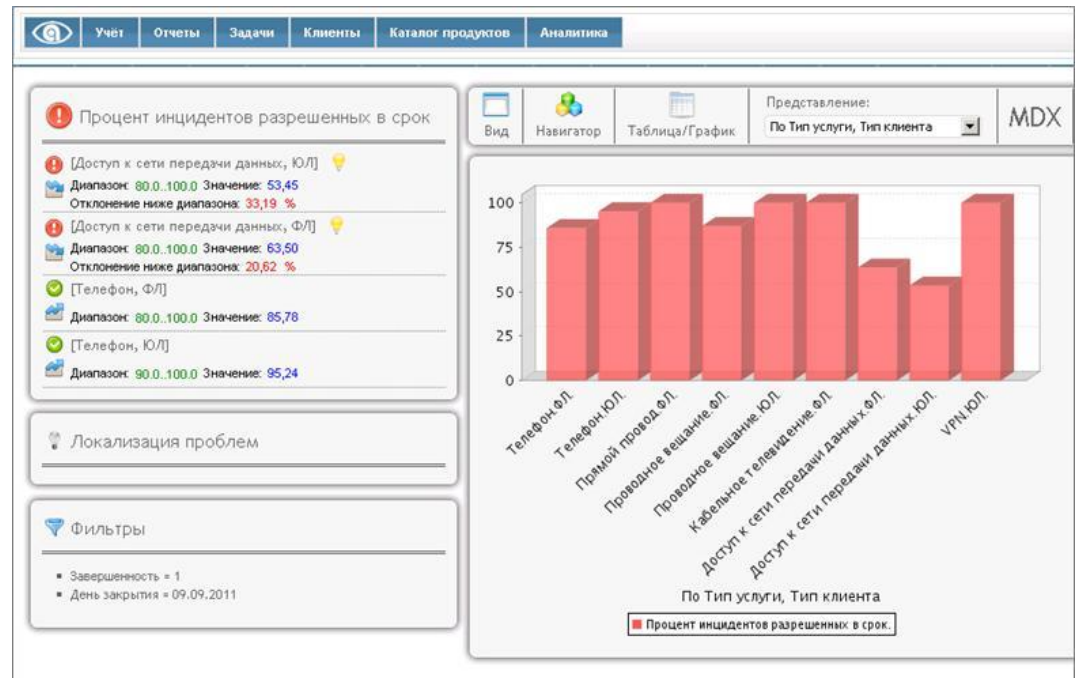 Учёт Отчеты Задачи Клиенты Каталог продуктов Аналитика
Процент инцидентов разрешенных в срок
[Доступ к сети передачи данных, ЮЛ]
Диапазон: 80.0..100.0 Значение: 53,45
Отклонение ниже диапазона: 33,19 %
[Доступ к сети передачи данных, ФЛ]
Диапазон: 80.0..100.0 Значение: 63,50
Отклонение ниже диапазона: 20,62 %
[Телефон, ФЛ]
Диапазон: 80.0..100.0 Значение: 85,78
[Телефон, ЮЛ]
Диапазон: 90.0..100.0 Значение: 95,24
Локализация проблем
Фильтры
Завершенность = 1
День закрытия = 09.09.2011
Вид
Навигатор
Таблица/График
Представление:
По Тип услуги, Тип клиента
MDX
100
75
50
25
0
Телефон.ФЛ.
Телефон.ЮЛ.
Прямой провод.ФЛ.
Проводное вещание.ФЛ.
Проводное вещание.ЮЛ.
Кабельное телевидение.ФЛ.
Доступ к сети передачи данных.ФЛ.
Доступ к сети передачи данных.ЮЛ.
VPN.ЮЛ.
По Тип услуги, Тип клиента
Процент инцидентов разрешенных в срок.